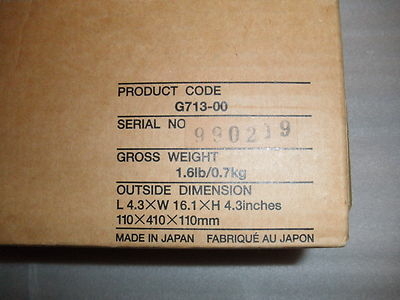 PRODUCT CODE
G713-00
SERIAL NO 990219
GROSS WEIGHT
1.6lb/0.7kg
OUTSIDE DIMENSION
L 4.3×W 16.1×H 4.3inches
110×410×110mm
MADE IN JAPAN FABRIQUÉ AU JAPON